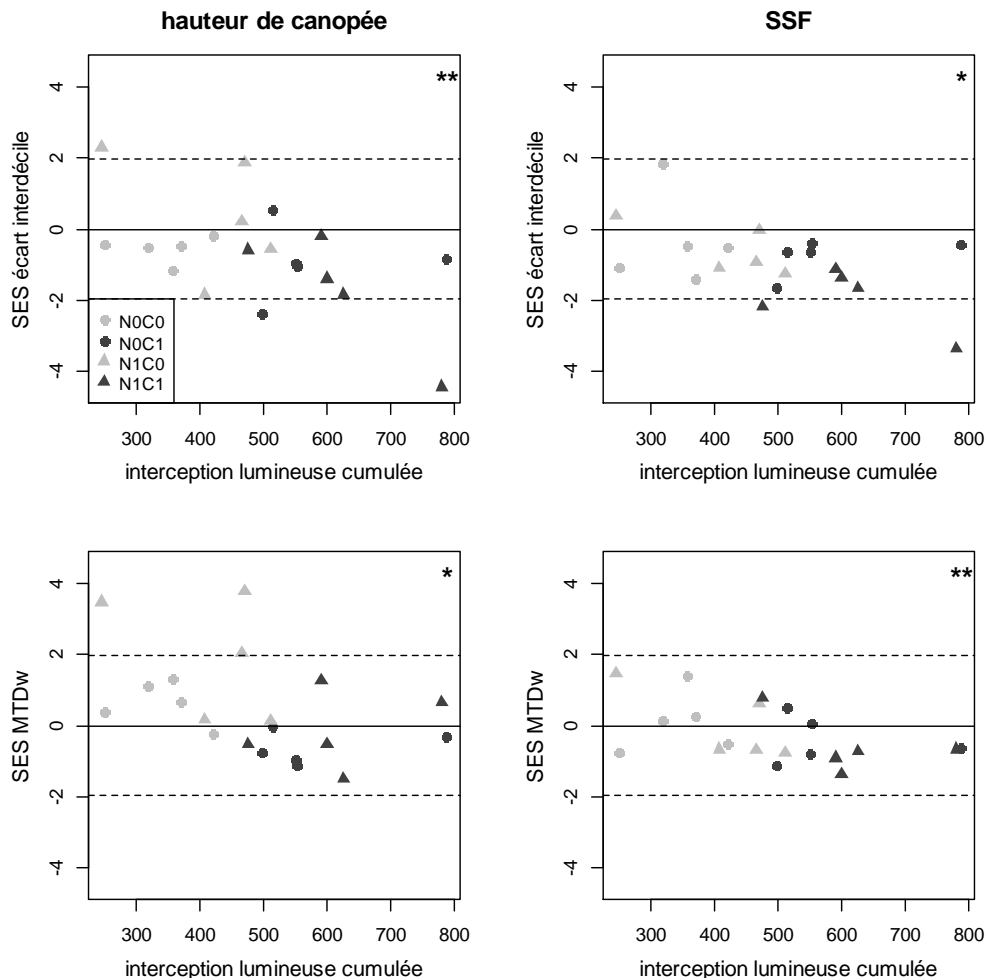 hauteur de canopée
SSF
**
SES écart interdécile
4
2
0
-2
-4
N0C0
N0C1
N1C0
N1C1
300 400 500 600 700 800
interception lumineuse cumulée
*
SES écart interdécile
4
2
0
-2
-4
300 400 500 600 700 800
interception lumineuse cumulée
*
SES MTDw
4
2
0
-2
-4
300 400 500 600 700 800
interception lumineuse cumulée
**
SES MTDw
4
2
0
-2
-4
300 400 500 600 700 800
interception lumineuse cumulée